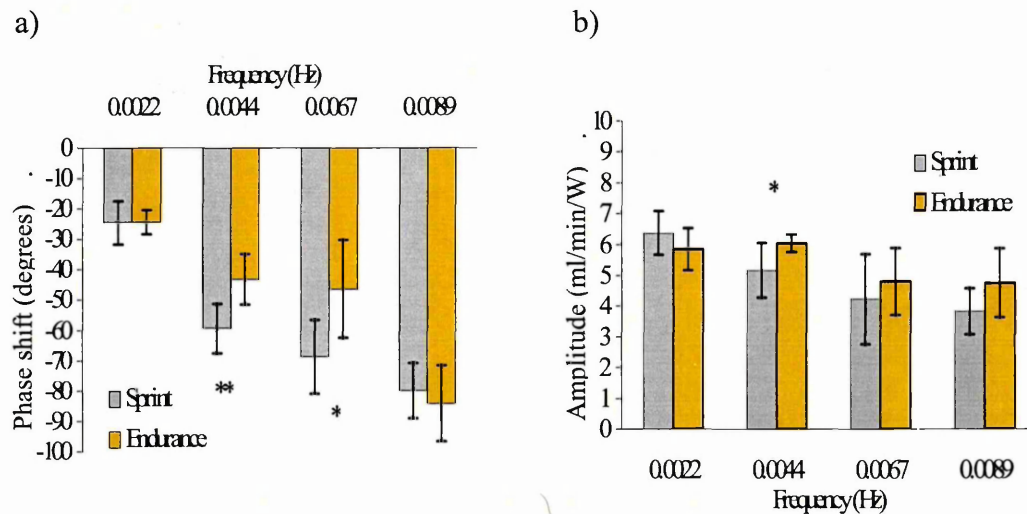 a)
Frequency (Hz)
0.0022 0.0044 0.0067 0.0089
0
-10
-20
-30
-40
-50
-60
-70
-80
-90
-100
Phase shift (degrees)
**
*
Sprint
Endurance
b)
10
9
8
7
6
5
4
3
2
1
0
Amplitude (ml/min/W)
*
Sprint
Endurance
0.0022 0.0044 0.0067 0.0089
Frequency (Hz)